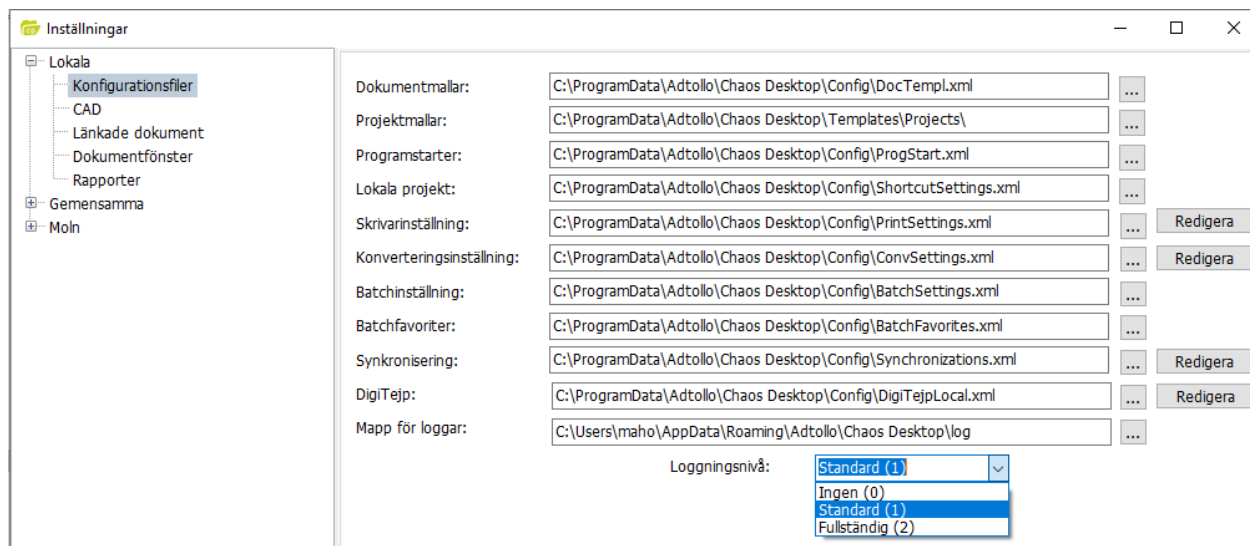 Inställningar
Lokala
Konfigurationsfiler
CAD
Länkade dokument
Dokumentfönster
Rapporter
Gemensamma
Moln
Dokumentmallar: C:\ProgramData\Adtollo\Chaos Desktop\Config\DocTempl.xml ...
Projektmallar: C:\ProgramData\Adtollo\Chaos Desktop\Templates\Projects\ ...
Programstarter: C:\ProgramData\Adtollo\Chaos Desktop\Config\ProgStart.xml ...
Lokala projekt: C:\ProgramData\Adtollo\Chaos Desktop\Config\ShortcutSettings.xml ...
Skrivarinställning: C:\ProgramData\Adtollo\Chaos Desktop\Config\PrintSettings.xml ... Redigera
Konverteringsinställning: C:\ProgramData\Adtollo\Chaos Desktop\Config\ConvSettings.xml ... Redigera
Batchinställning: C:\ProgramData\Adtollo\Chaos Desktop\Config\BatchSettings.xml ...
Batchfavoriter: C:\ProgramData\Adtollo\Chaos Desktop\Config\BatchFavorites.xml ...
Synkronisering: C:\ProgramData\Adtollo\Chaos Desktop\Config\Synchronizations.xml ... Redigera
DigiTejp: C:\ProgramData\Adtollo\Chaos Desktop\Config\DigiTejpLocal.xml ... Redigera
Mapp för loggar: C:\Users\maho\AppData\Roaming\Adtollo\Chaos Desktop\log ...
Loggningsnivå: Standard (1)
Ingen (0)
Standard (1)
Fullständig (2)